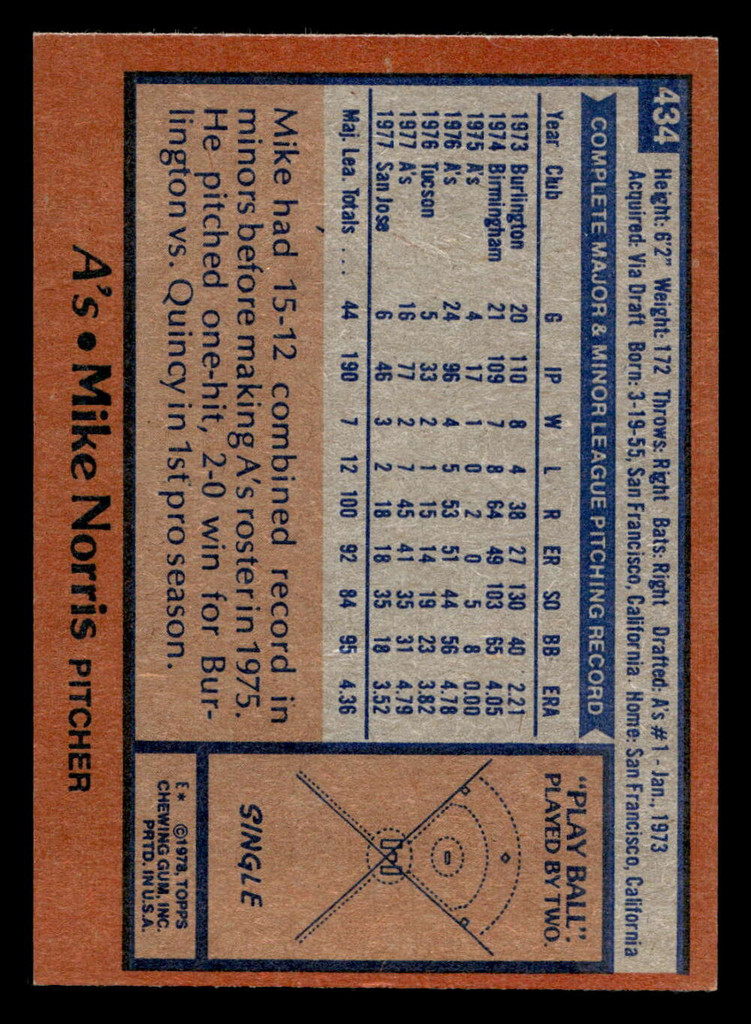 434
Height: 6'2" Weight: 172 Throws: Right Bats: Right Drafted: A's #1 - Jan., 1973
Acquired: Via Draft Born: 3-19-55, San Francisco, California Home: San Francisco, California
COMPLETE MAJOR & MINOR LEAGUE PITCHING RECORD
Year Club G IP W L R ER SO BB ERA
1973 Burlington 20 110 8 4 38 27 130 40 2.21
1974 Birmingham 21 109 7 8 64 49 103 65 4.05
1975 A's 4 17 1 0 2 0 5 8 0.00
1976 A's 24 96 4 5 53 51 44 56 4.78
1976 Tucson 5 33 2 1 15 14 19 23 3.82
1977 A's 16 77 2 7 45 41 35 31 4.79
1977 San Jose 6 46 3 2 18 18 35 18 3.52
Maj. Lea. Totals .... 44 190 7 12 100 92 84 95 4.36
Mike had 15-12 combined record in
minors before making A's roster in 1975.
He pitched one-hit, 2-0 win for Bur-
lington vs. Quincy in 1st pro season.
"PLAY BALL".
PLAYED BY TWO.
SINGLE
E* ©1978, TOPPS
CHEWING GUM, INC.
PRTD. IN U.S.A.
A's • Mike Norris PITCHER